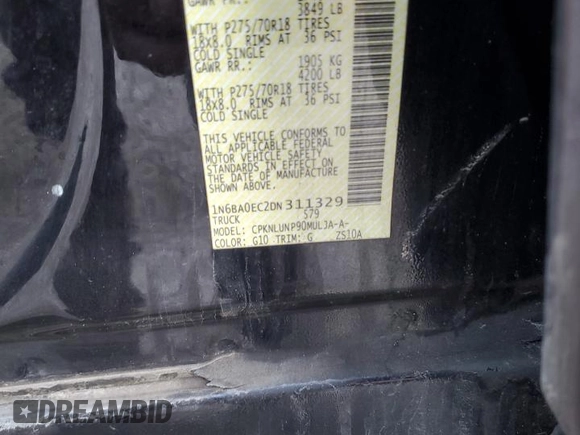 GAWR FR.:
3849 LB
WITH P275/70R18 TIRES
18X8.0 RIMS AT 36 PSI
COLD SINGLE
GAWR RR.: 1905 KG
4200 LB
WITH P275/70R18 TIRES
18X8.0 RIMS AT 36 PSI
COLD SINGLE
THIS VEHICLE CONFORMS TO
ALL APPLICABLE FEDERAL
MOTOR VEHICLE SAFETY
STANDARDS IN EFFECT ON
THE DATE OF MANUFACTURE
SHOWN ABOVE.
1N6BA0EC2DN311329
TRUCK S79
MODEL: CPKNLUNP90MULJA-A-
COLOR: G10 TRIM: G ZS10A
DREAMBID